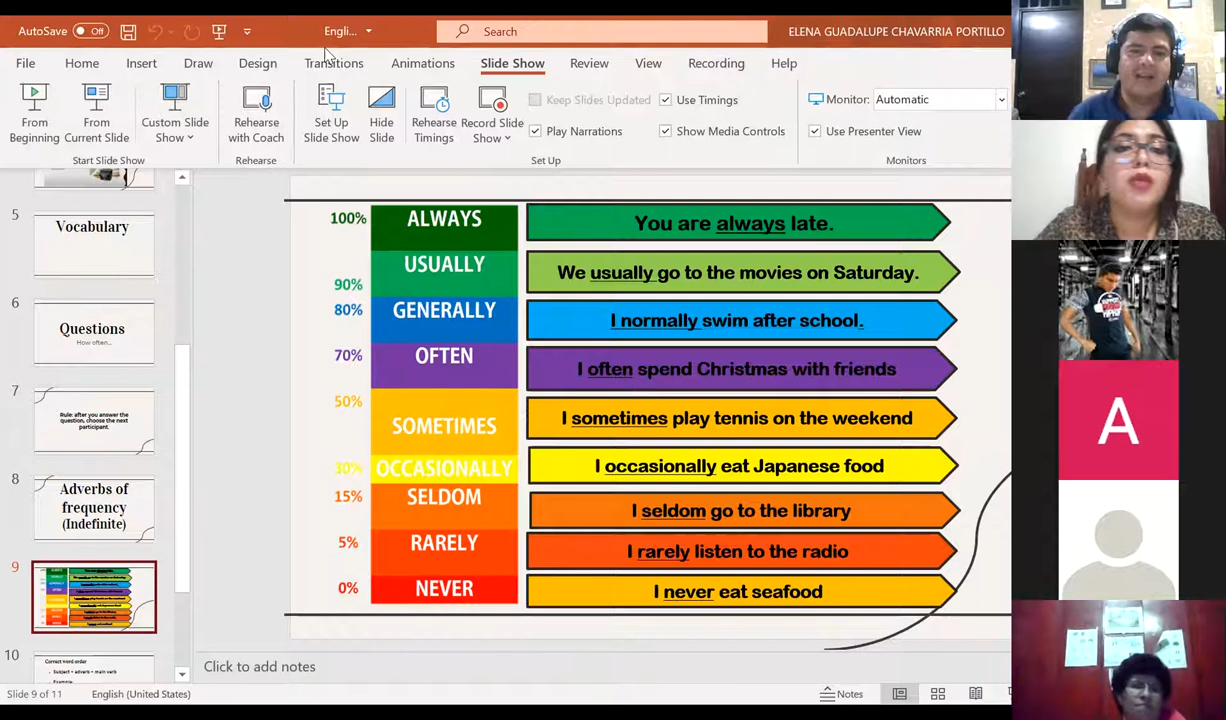 AutoSave Off Engli... Search ELENA GUADALUPE CHAVARRIA PORTILLO
File Home Insert Draw Design Transitions Animations Slide Show Review View Recording Help
From Beginning
From Current Slide
Custom Slide Show
Rehearse with Coach
Set Up Slide Show
Hide Slide
Rehearse Timings
Record Slide Show
Keep Slides Updated Use Timings
Play Narrations Show Media Controls
Monitor: Automatic
Use Presenter View
Start Slide Show Rehearse Set Up Monitors
5
Vocabulary
6
Questions
How often...
7
Rule: after you answer the
question, choose the next
participant.
8
Adverbs of
frequency
(Indefinite)
9
10
Correct word order
Subject + adverb + main verb
Example:
100% ALWAYS You are always late.
90% USUALLY We usually go to the movies on Saturday.
80% GENERALLY I normally swim after school.
70% OFTEN I often spend Christmas with friends
50% SOMETIMES I sometimes play tennis on the weekend
30% OCCASIONALLY I occasionally eat Japanese food
15% SELDOM I seldom go to the library
5% RARELY I rarely listen to the radio
0% NEVER I never eat seafood
Click to add notes
Slide 9 of 11 English (United States) Notes
A